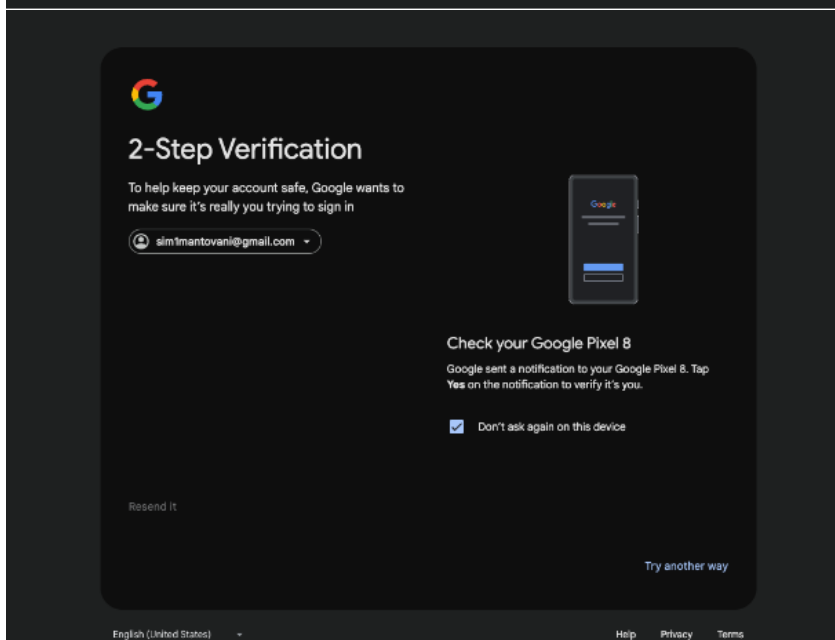 2-Step Verification
To help keep your account safe, Google wants to
make sure it's really you trying to sign in
sim1mantovani@gmail.com
Google
Check your Google Pixel 8
Google sent a notification to your Google Pixel 8. Tap
Yes on the notification to verify it's you.
Don't ask again on this device
Resend it
Try another way
English (United States)
Help Privacy Terms